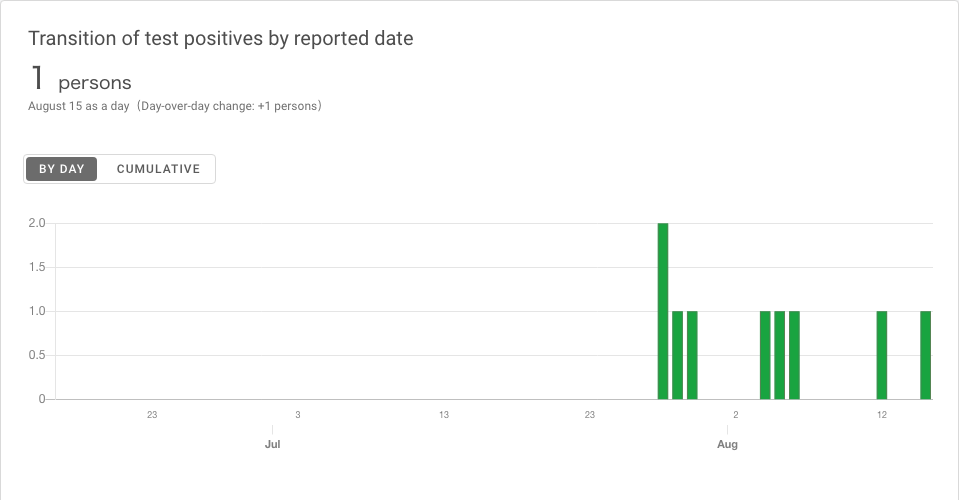 Transition of test positives by reported date
1 persons
August 15 as a day （Day-over-day change: +1 persons）
BY DAY CUMULATIVE
2.0
1.5
1.0
0.5
0
23 3 13 23 2 12
Jul Aug